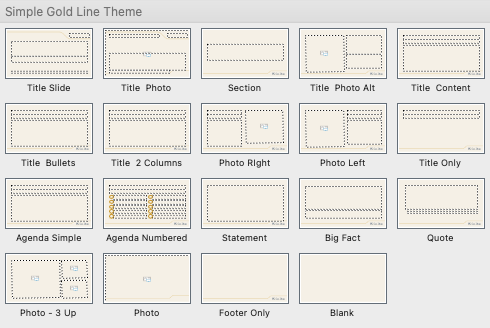 Simple Gold Line Theme
Title Slide
Title  Photo
Section
Title  Photo Alt
Title  Content
Title  Bullets
Title  2 Columns
Photo RIght
Photo Left
Title Only
Agenda Simple
Agenda Numbered
Statement
Big Fact
Quote
Photo - 3 Up
Photo
Footer Only
Blank